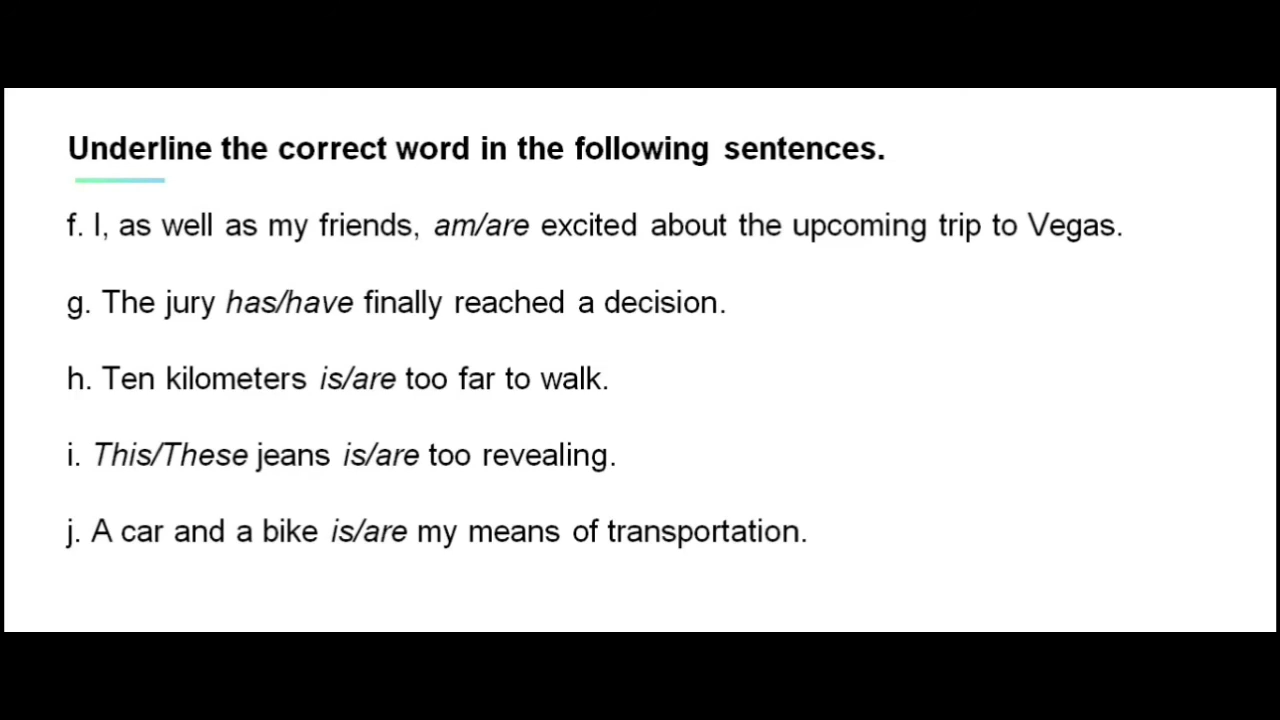 Underline the correct word in the following sentences.
f. I, as well as my friends, am/are excited about the upcoming trip to Vegas.
g. The jury has/have finally reached a decision.
h. Ten kilometers is/are too far to walk.
i. This/These jeans is/are too revealing.
j. A car and a bike is/are my means of transportation.